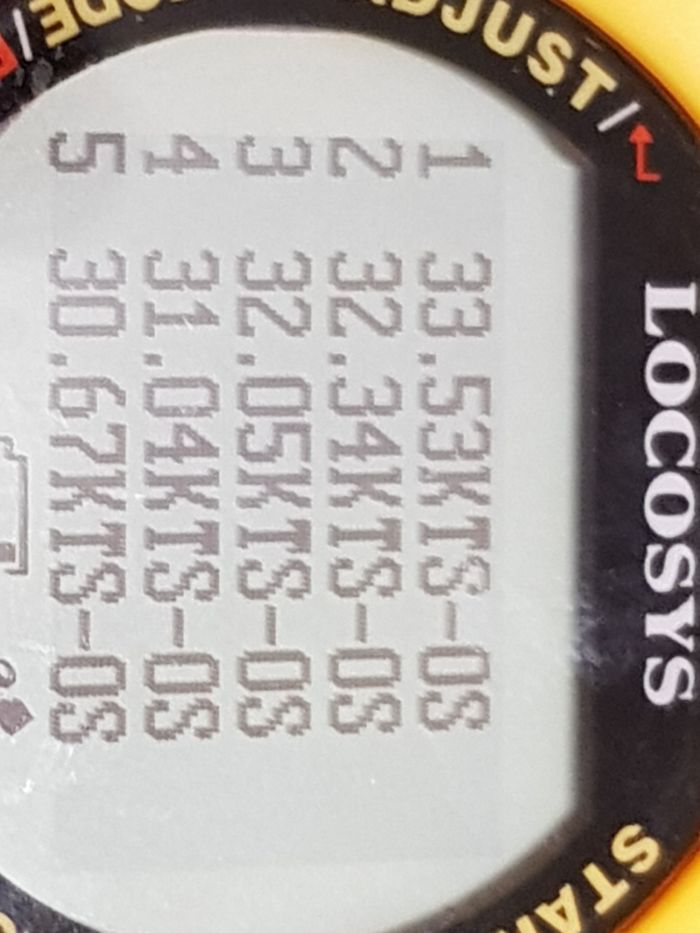 ADJUST/
LOCOSYS
1 33.53KTS-0S
2 32.34KTS-0S
3 32.05KTS-0S
4 31.04KTS-0S
5 30.67KTS-0S